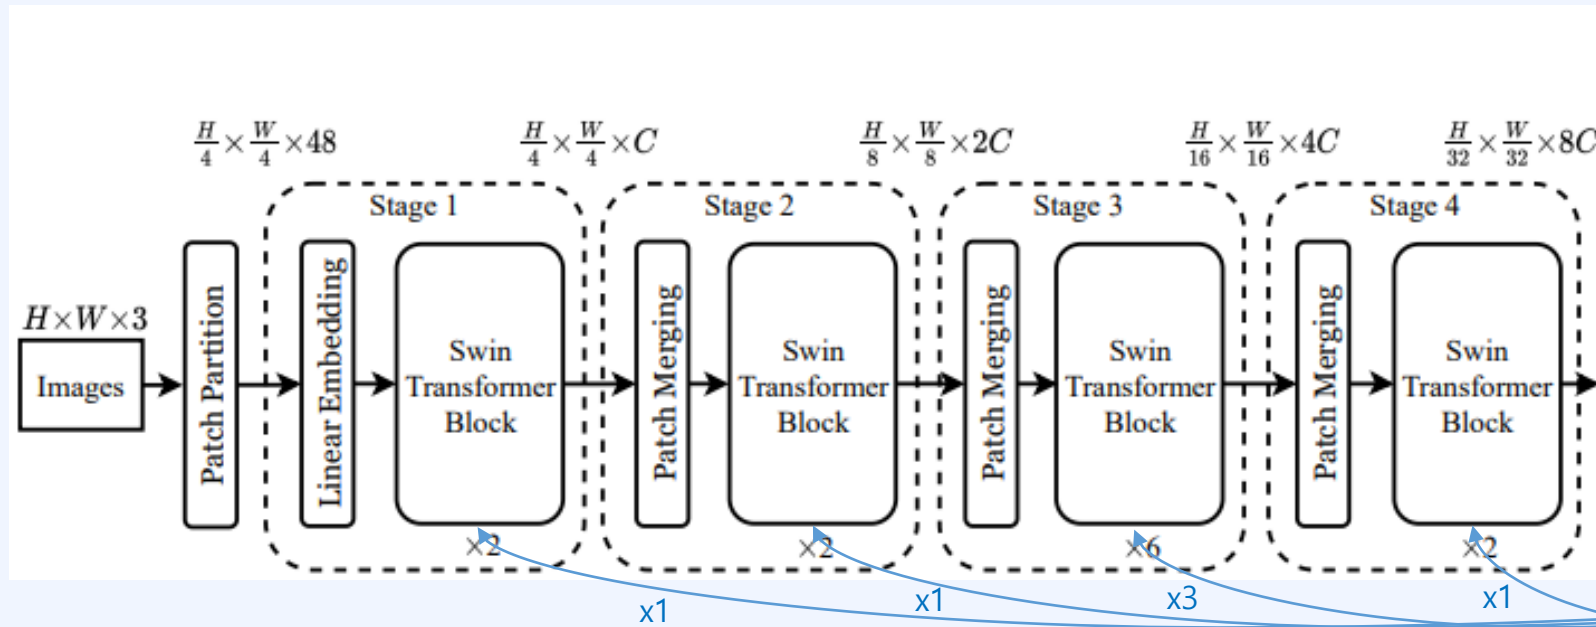 H/4 × W/4 ×48
H/4 × W/4 ×C
H/8 × W/8 ×2C
H/16 × W/16 ×4C
H/32 × W/32 ×8C
Stage 1
Stage 2
Stage 3
Stage 4
H×W×3
Images
Patch Partition
Linear Embedding
Swin
Transformer
Block
Patch Merging
Swin
Transformer
Block
Patch Merging
Swin
Transformer
Block
Patch Merging
Swin
Transformer
Block
×2
×2
×6
×2
x1
x1
x3
x1